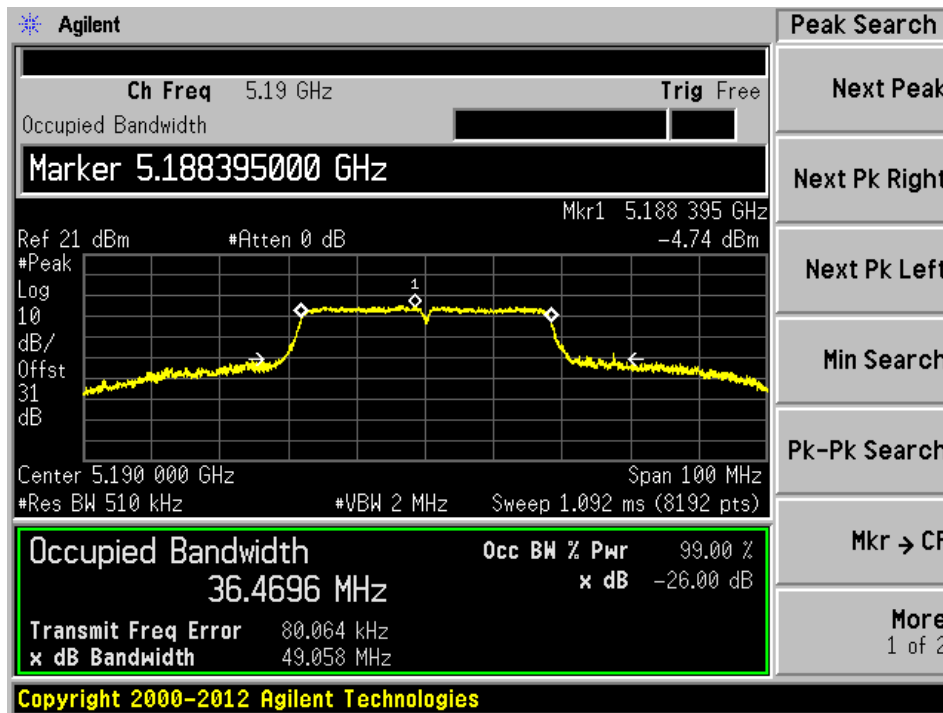 Agilent
Peak Search
Ch Freq 5.19 GHz Trig Free
Occupied Bandwidth
Marker 5.188395000 GHz
Mkr1 5.188 395 GHz
Ref 21 dBm #Atten 0 dB -4.74 dBm
#Peak
Log
10
dB/
Offst
31
dB
1
Center 5.190 000 GHz Span 100 MHz
#Res BW 510 kHz #VBW 2 MHz Sweep 1.092 ms (8192 pts)
Occupied Bandwidth
36.4696 MHz
Occ BW % Pwr 99.00 %
x dB -26.00 dB
Transmit Freq Error 80.064 kHz
x dB Bandwidth 49.058 MHz
Next Peak
Next Pk Right
Next Pk Left
Min Search
Pk-Pk Search
Mkr → CF
More
1 of 2
Copyright 2000-2012 Agilent Technologies